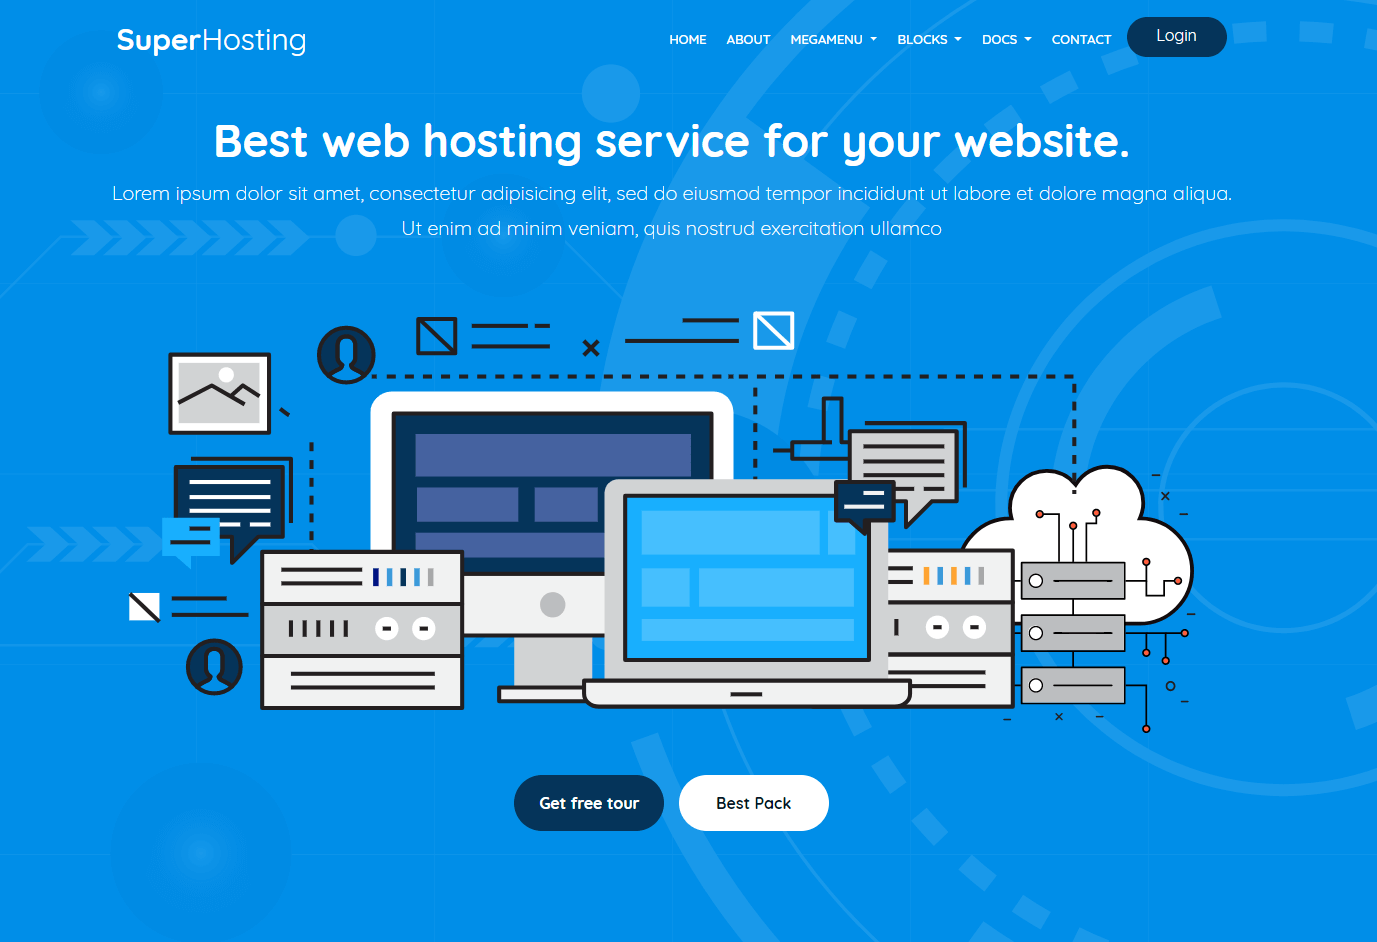 SuperHosting
HOME ABOUT MEGAMENU BLOCKS DOCS CONTACT Login
Best web hosting service for your website.
Lorem ipsum dolor sit amet, consectetur adipisicing elit, sed do eiusmod tempor incididunt ut labore et dolore magna aliqua.
Ut enim ad minim veniam, quis nostrud exercitation ullamco
Get free tour
Best Pack